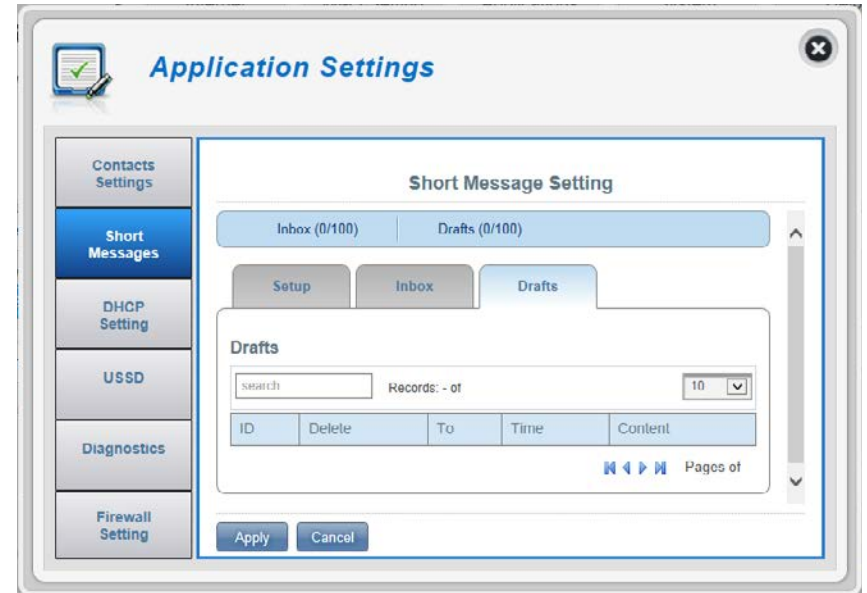 Application Settings
Contacts
Settings
Short
Messages
DHCP
Setting
USSD
Diagnostics
Firewall
Setting
Short Message Setting
Inbox (0/100) Drafts (0/100)
Setup Inbox Drafts
Drafts
search Records: - of 10
ID Delete To Time Content
Pages of
Apply Cancel